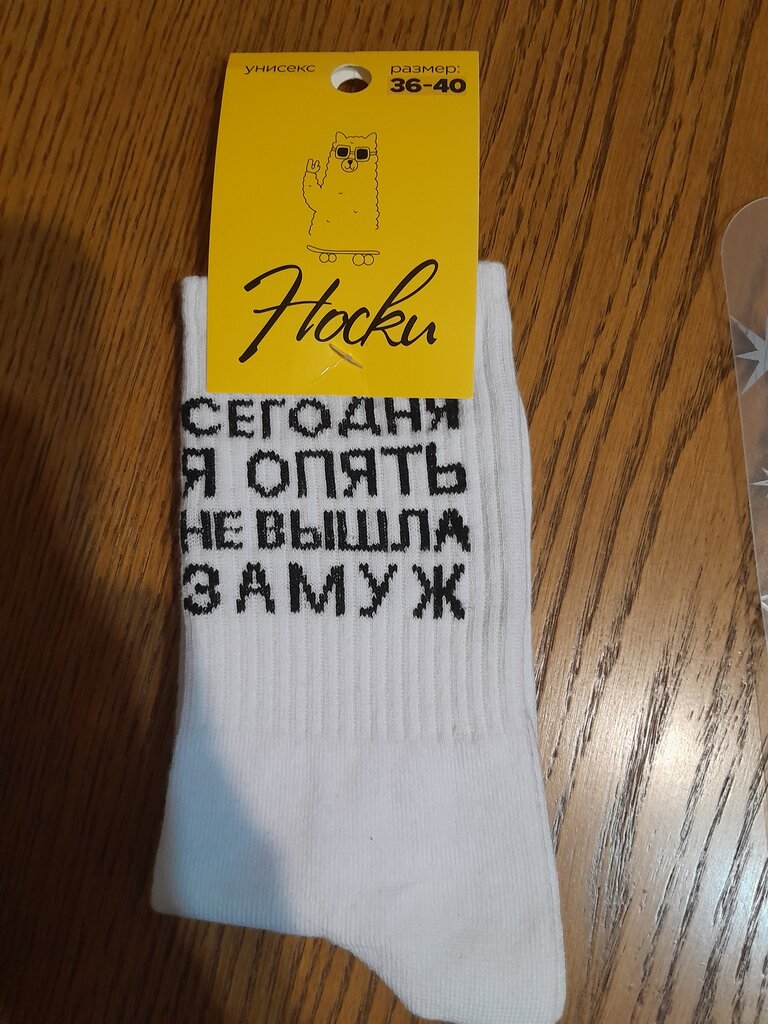 унисекс
размер:
36-40
Носки
СЕГОДНЯ
Я ОПЯТЬ
НЕ ВЫШЛА
ЗАМУЖ